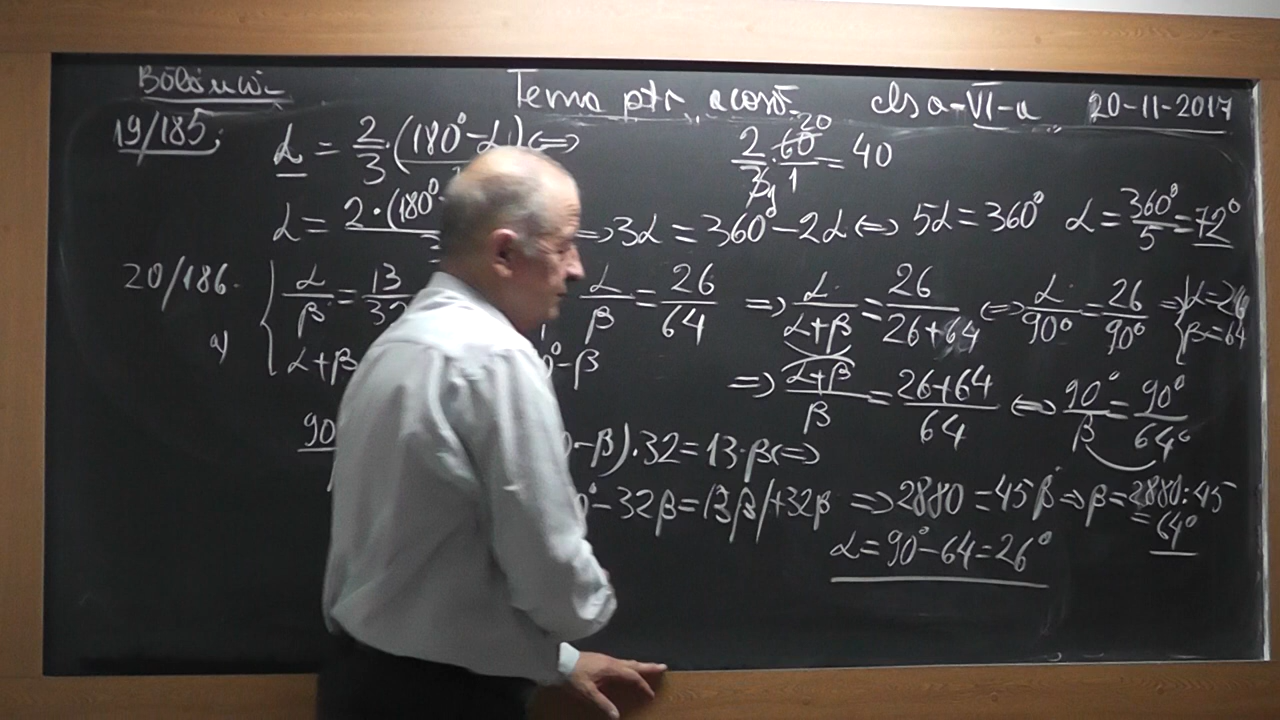 Tema ptr. acasă cls a-VI-a 20-11-2017
19/185; α = 2/3 · (180° - α) ⇔ 2/3 · 60/1 = 40 20 1
α = 2·(180° ⇒ 3α = 360° - 2α ⇔ 5α = 360° α = 360°/5 = 72°
20/186. α/β = 13/32 α/β = 26/64 ⇒ α/(α+β) = 26/(26+64) ⇔ α/90° = 26/90° ⇒ α=26 β=64
a) α+β °-β
⇒ (α+β)/β = (26+64)/64 ⇔ 90°/β = 90°/64°
90 -β)·32=13·β⇔
°-32β=13β/+32β ⇒2880=45β ⇒ β=2880:45
=64°
α=90°-64=26°